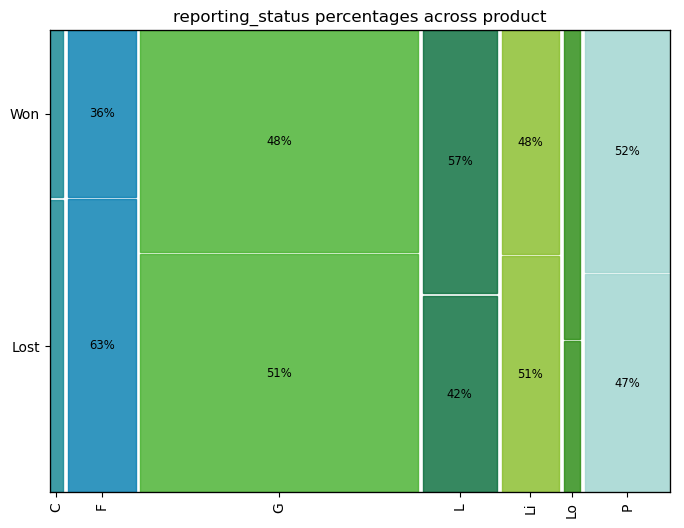 reporting_status percentages across product
Won
36%
48%
57%
48%
52%
Lost
63%
51%
42%
51%
47%
C
F
G
L
Li
Lo
P